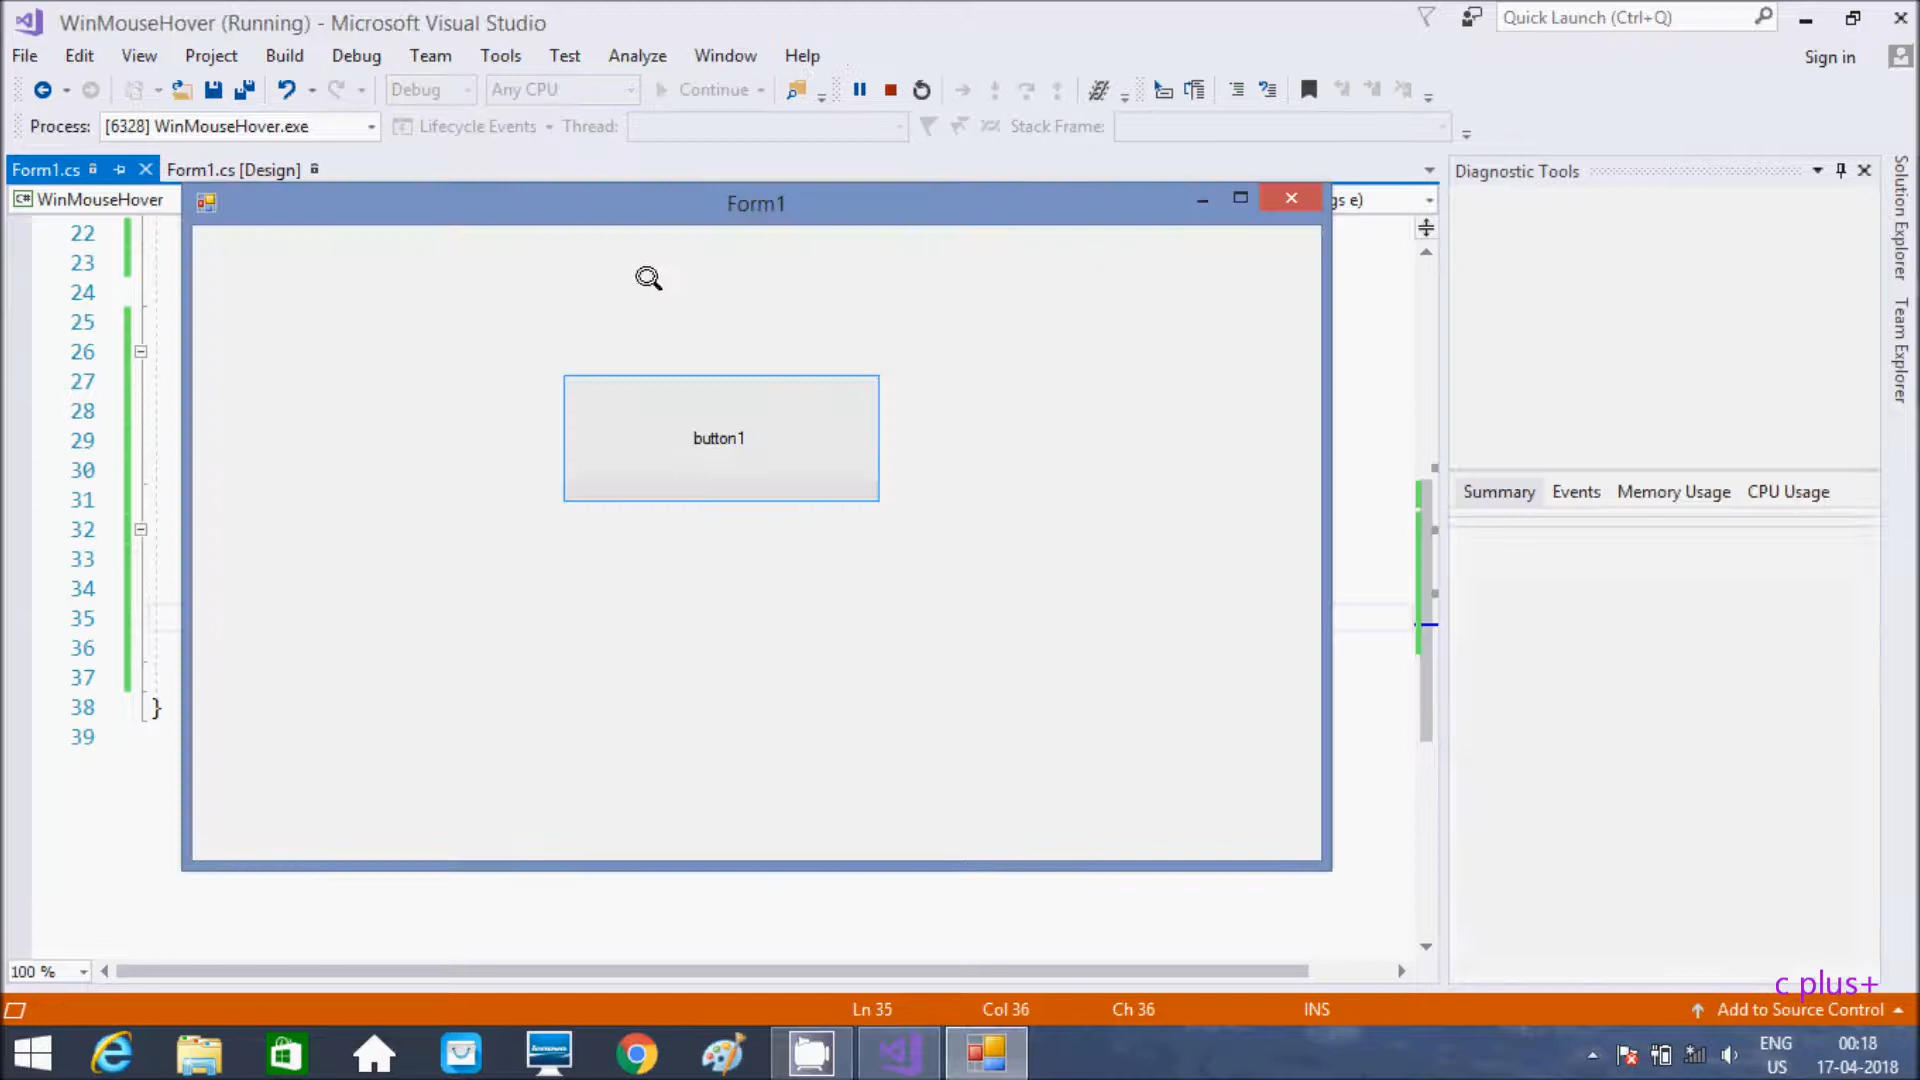 WinMouseHover (Running) - Microsoft Visual Studio
Quick Launch (Ctrl+Q)
File Edit View Project Build Debug Team Tools Test Analyze Window Help
Sign in
Debug Any CPU Continue
Process: [6328] WinMouseHover.exe Lifecycle Events Thread: Stack Frame:
Form1.cs Form1.cs [Design]
Diagnostic Tools
Solution Explorer
Team Explorer
C# WinMouseHover
gs e)
Form1
button1
22
23
24
25
26
27
28
29
30
31
32
33
34
35
36
37
38 }
39
Summary Events Memory Usage CPU Usage
100 %
c plus+
Ln 35 Col 36 Ch 36 INS Add to Source Control
ENG 00:18
US 17-04-2018